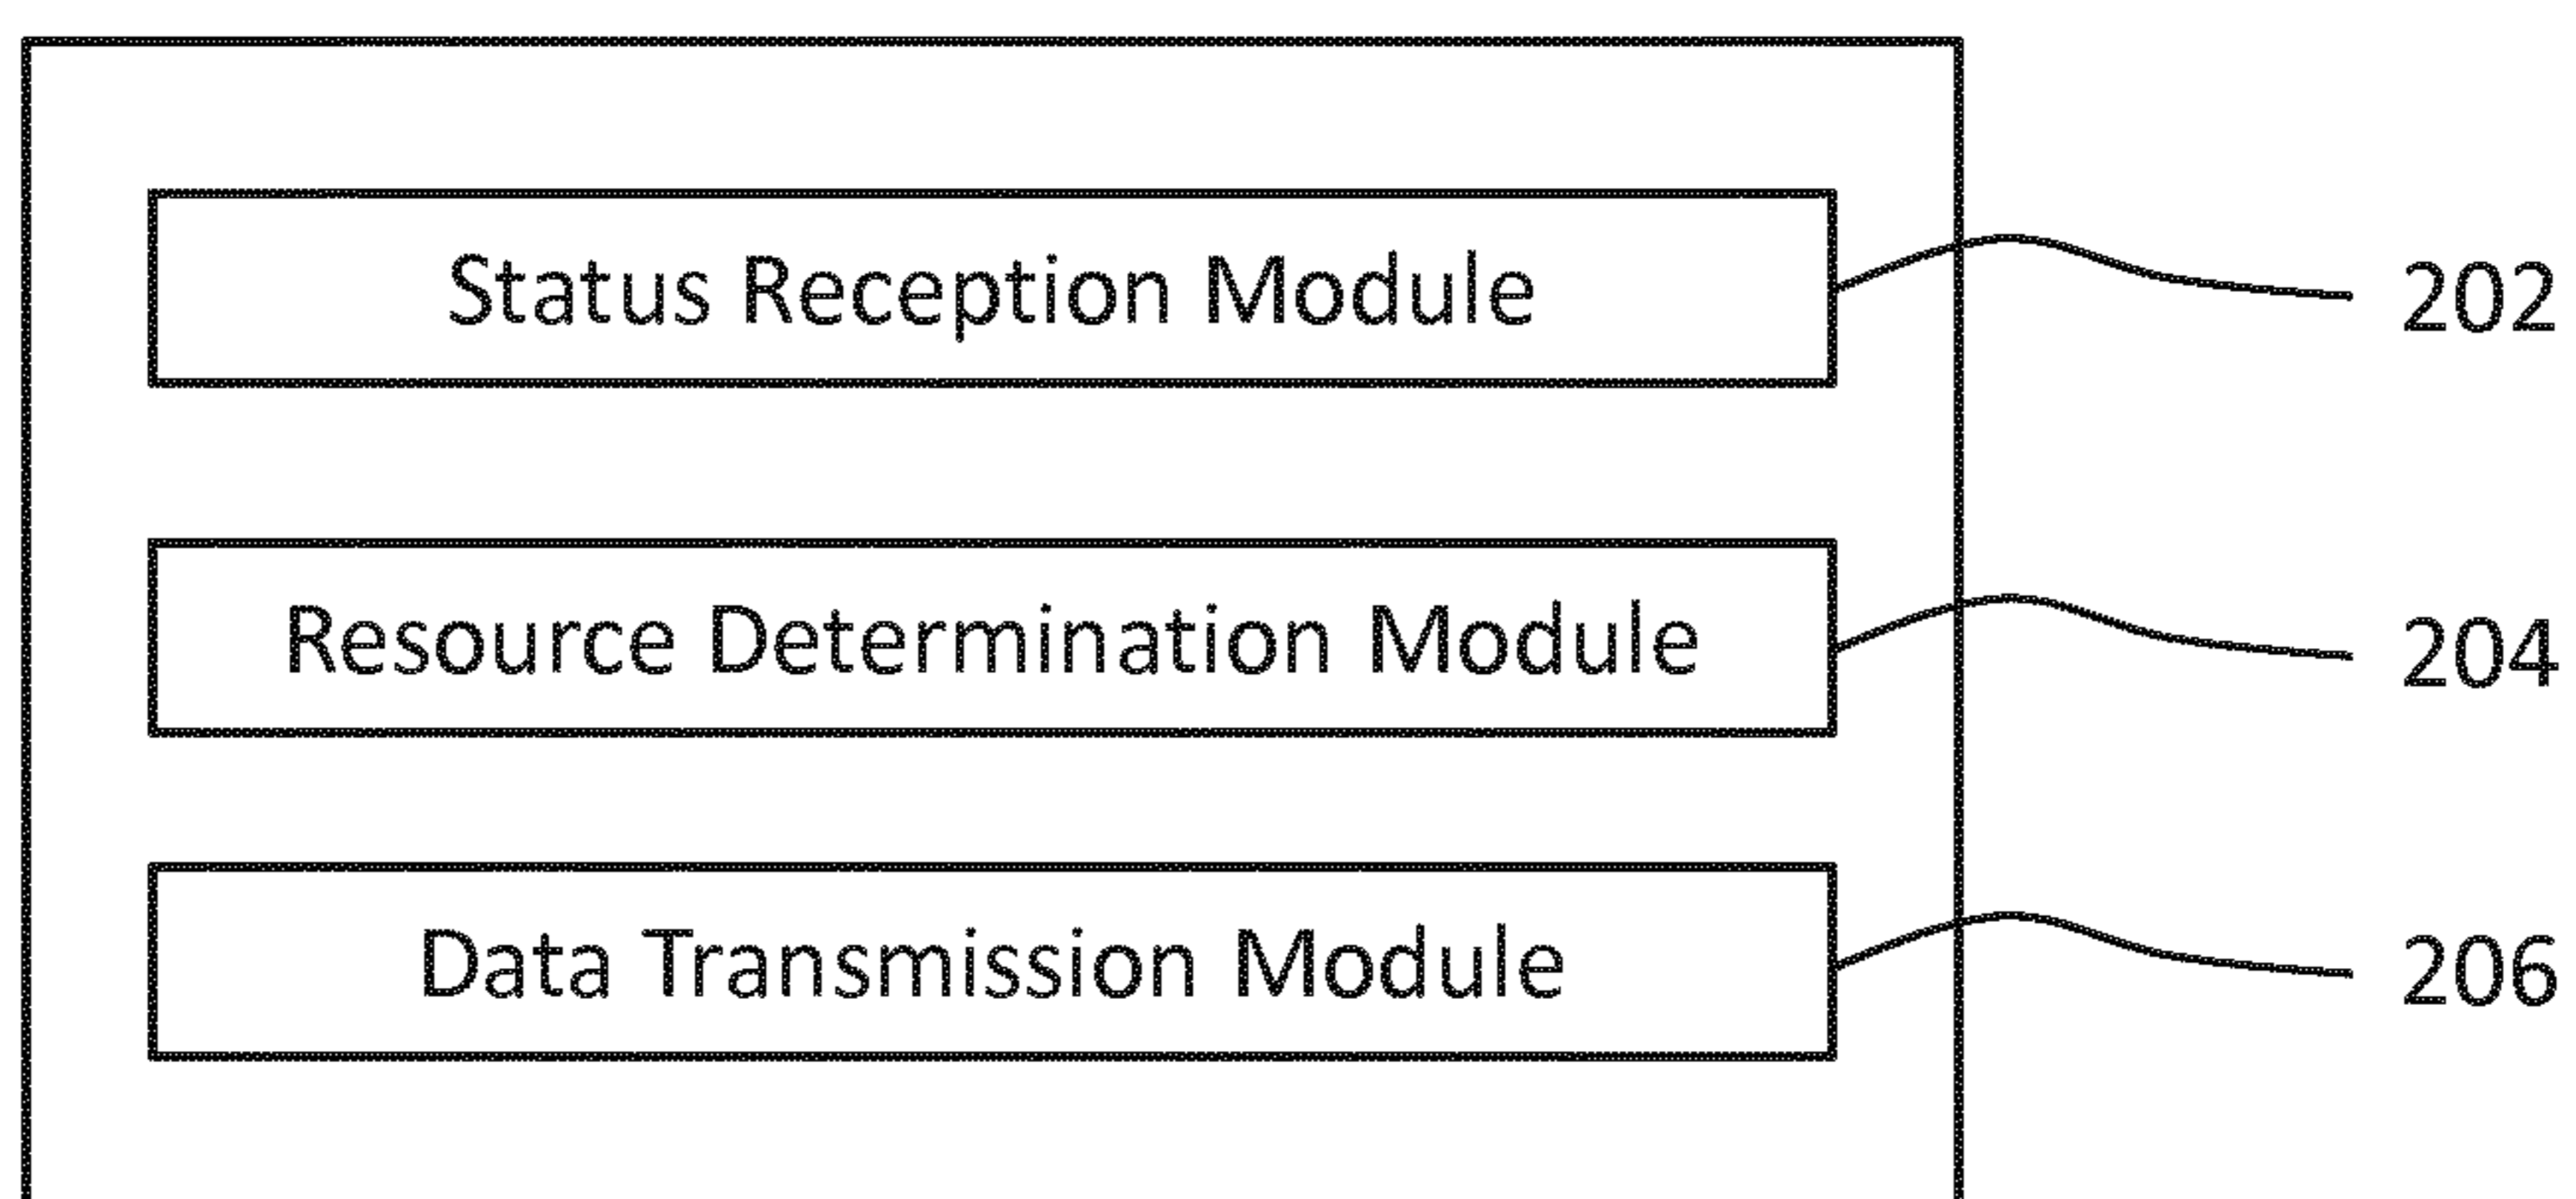 Status Reception Module 202
Resource Determination Module 204
Data Transmission Module 206